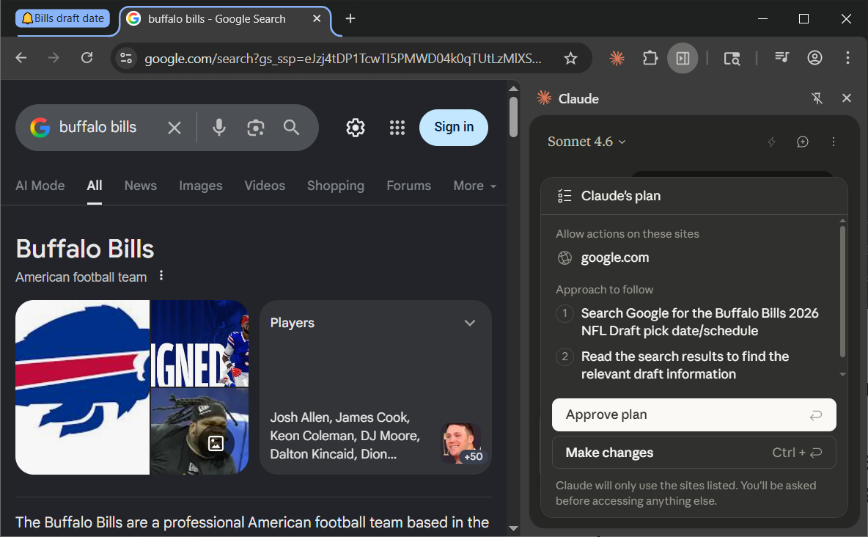 Bills draft date
buffalo bills - Google Search
google.com/search?gs_ssp=eJzj4tDP1TcwTI5PMWD04k0qTUtLzMlXS...
Claude
buffalo bills
Sign in
Sonnet 4.6
AI Mode
All
News
Images
Videos
Shopping
Forums
More
Claude's plan
Allow actions on these sites
google.com
Approach to follow
1 Search Google for the Buffalo Bills 2026
NFL Draft pick date/schedule
2 Read the search results to find the
relevant draft information
Approve plan
Make changes
Ctrl +
Claude will only use the sites listed. You'll be asked
before accessing anything else.
Buffalo Bills
American football team
IGNED
Players
Josh Allen, James Cook,
Keon Coleman, DJ Moore,
Dalton Kincaid, Dion...
+50
The Buffalo Bills are a professional American football team based in the